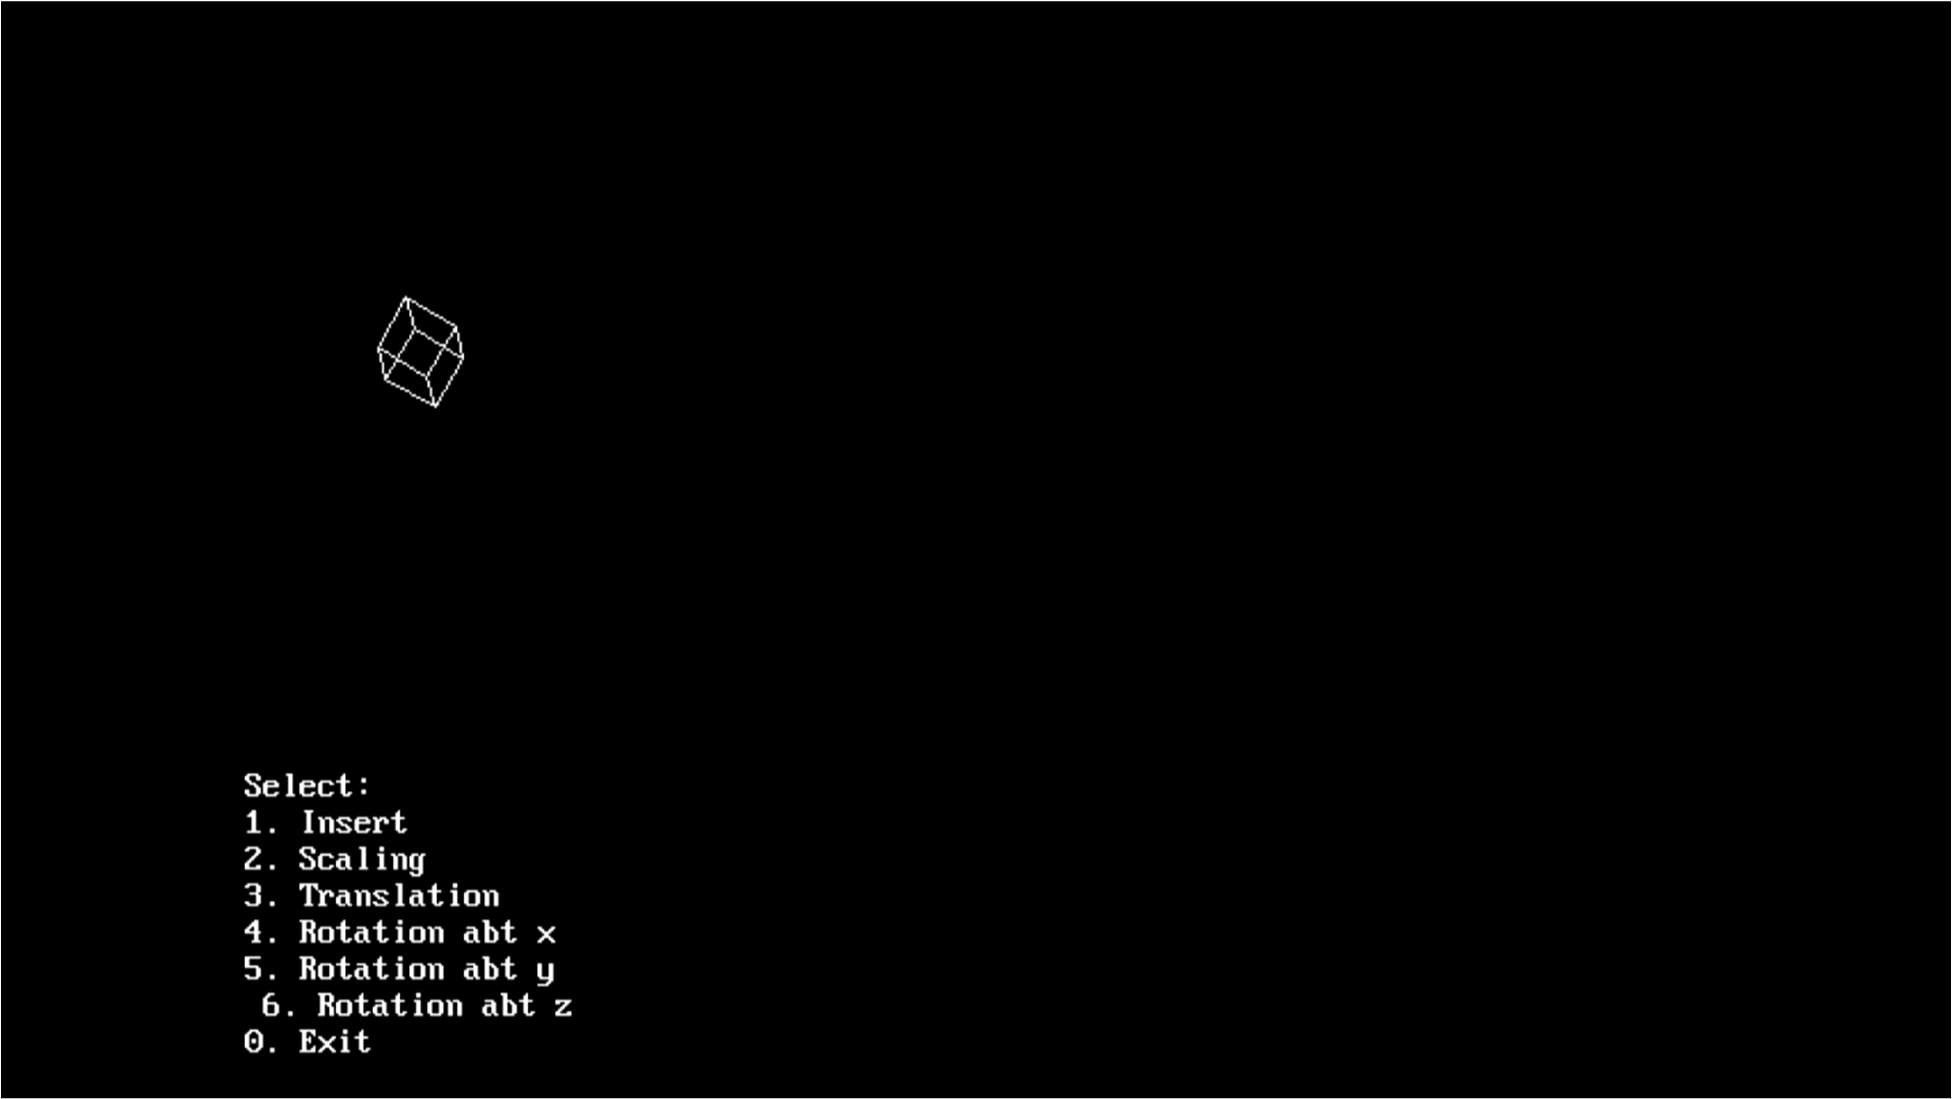 Select:
1. Insert
2. Scaling
3. Translation
4. Rotation abt x
5. Rotation abt y
6. Rotation abt z
0. Exit